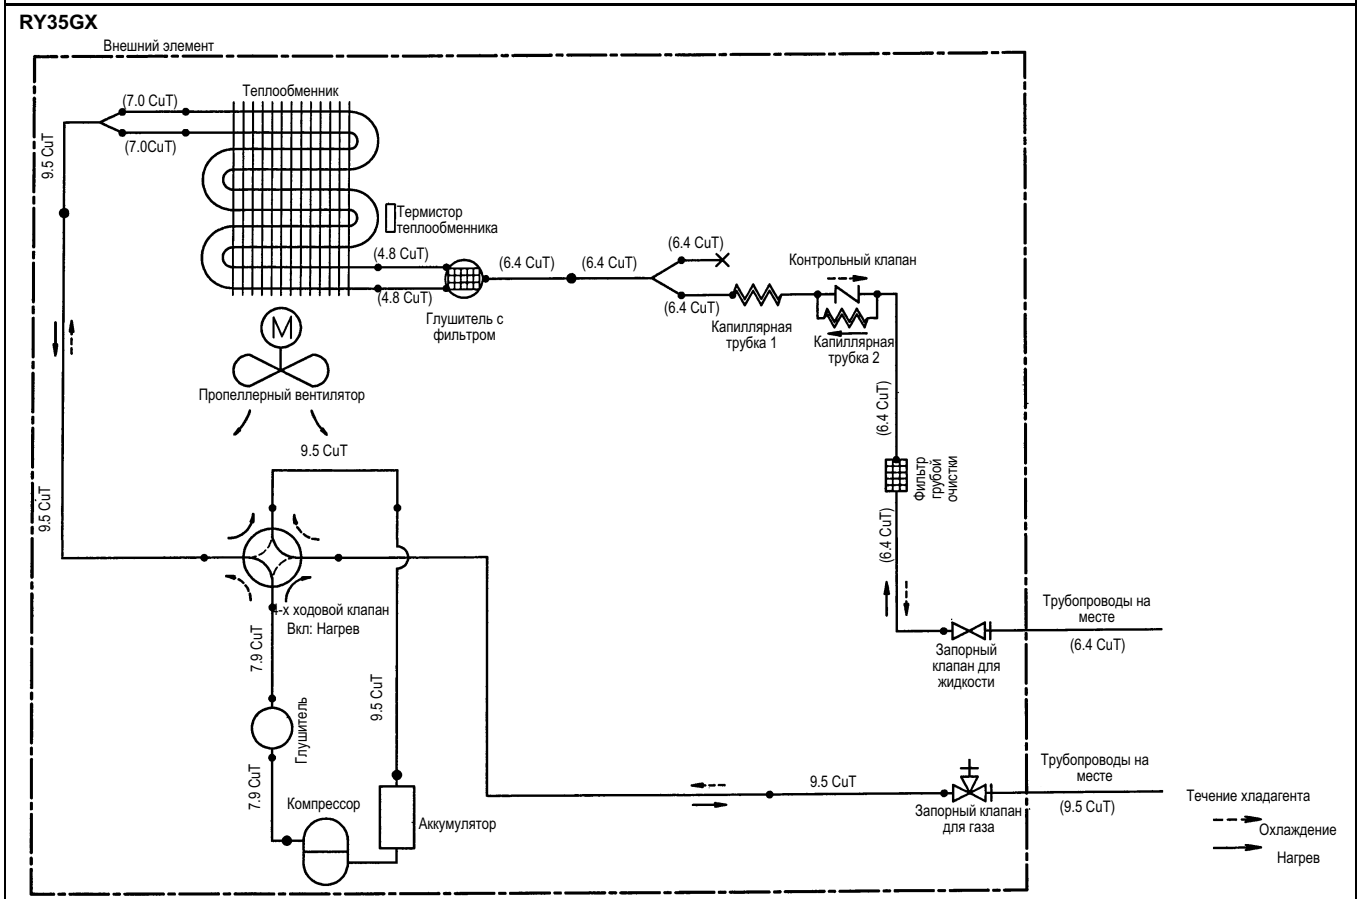 RY35GX
Внешний элемент
Теплообменник
(7.0 CuT)
(7.0CuT)
9.5 CuT
Термистор
теплообменника
(4.8 CuT)
(4.8 CuT)
(6.4 CuT)
(6.4 CuT)
(6.4 CuT)
(6.4 CuT)
Контрольный клапан
Глушитель с
фильтром
Капиллярная
трубка 1
Капиллярная
трубка 2
M
Пропеллерный вентилятор
(6.4 CuT)
9.5 CuT
Фильтр
грубой
очистки
9.5 CuT
(6.4 CuT)
4-х ходовой клапан
Вкл: Нагрев
Трубопроводы на
месте
(6.4 CuT)
Запорный
клапан для
жидкости
7.9 CuT
9.5 CuT
Глушитель
7.9 CuT
Компрессор
Аккумулятор
9.5 CuT
Запорный клапан
для газа
Трубопроводы на
месте
(9.5 CuT)
Течение хладагента
Охлаждение
Нагрев